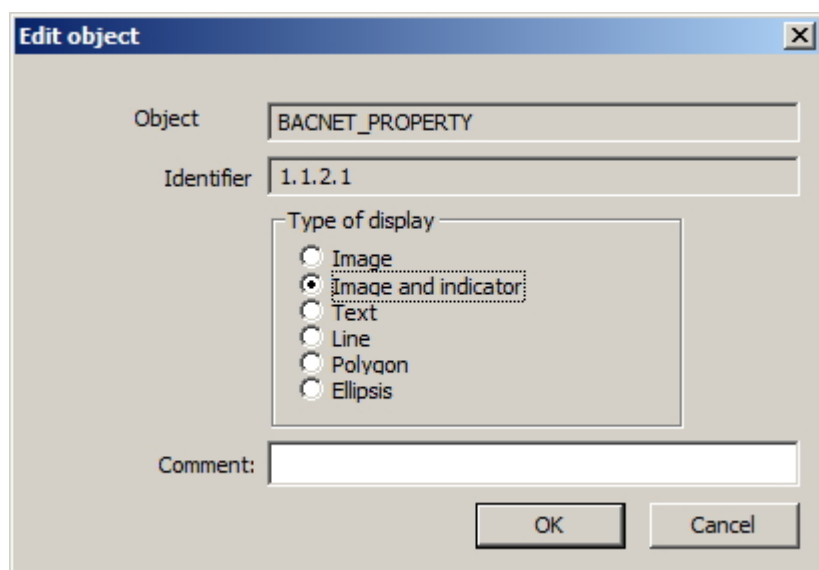 Edit object
Object BACNET_PROPERTY
Identifier 1.1.2.1
Type of display
Image
Image and indicator
Text
Line
Polygon
Ellipsis
Comment:
OK Cancel